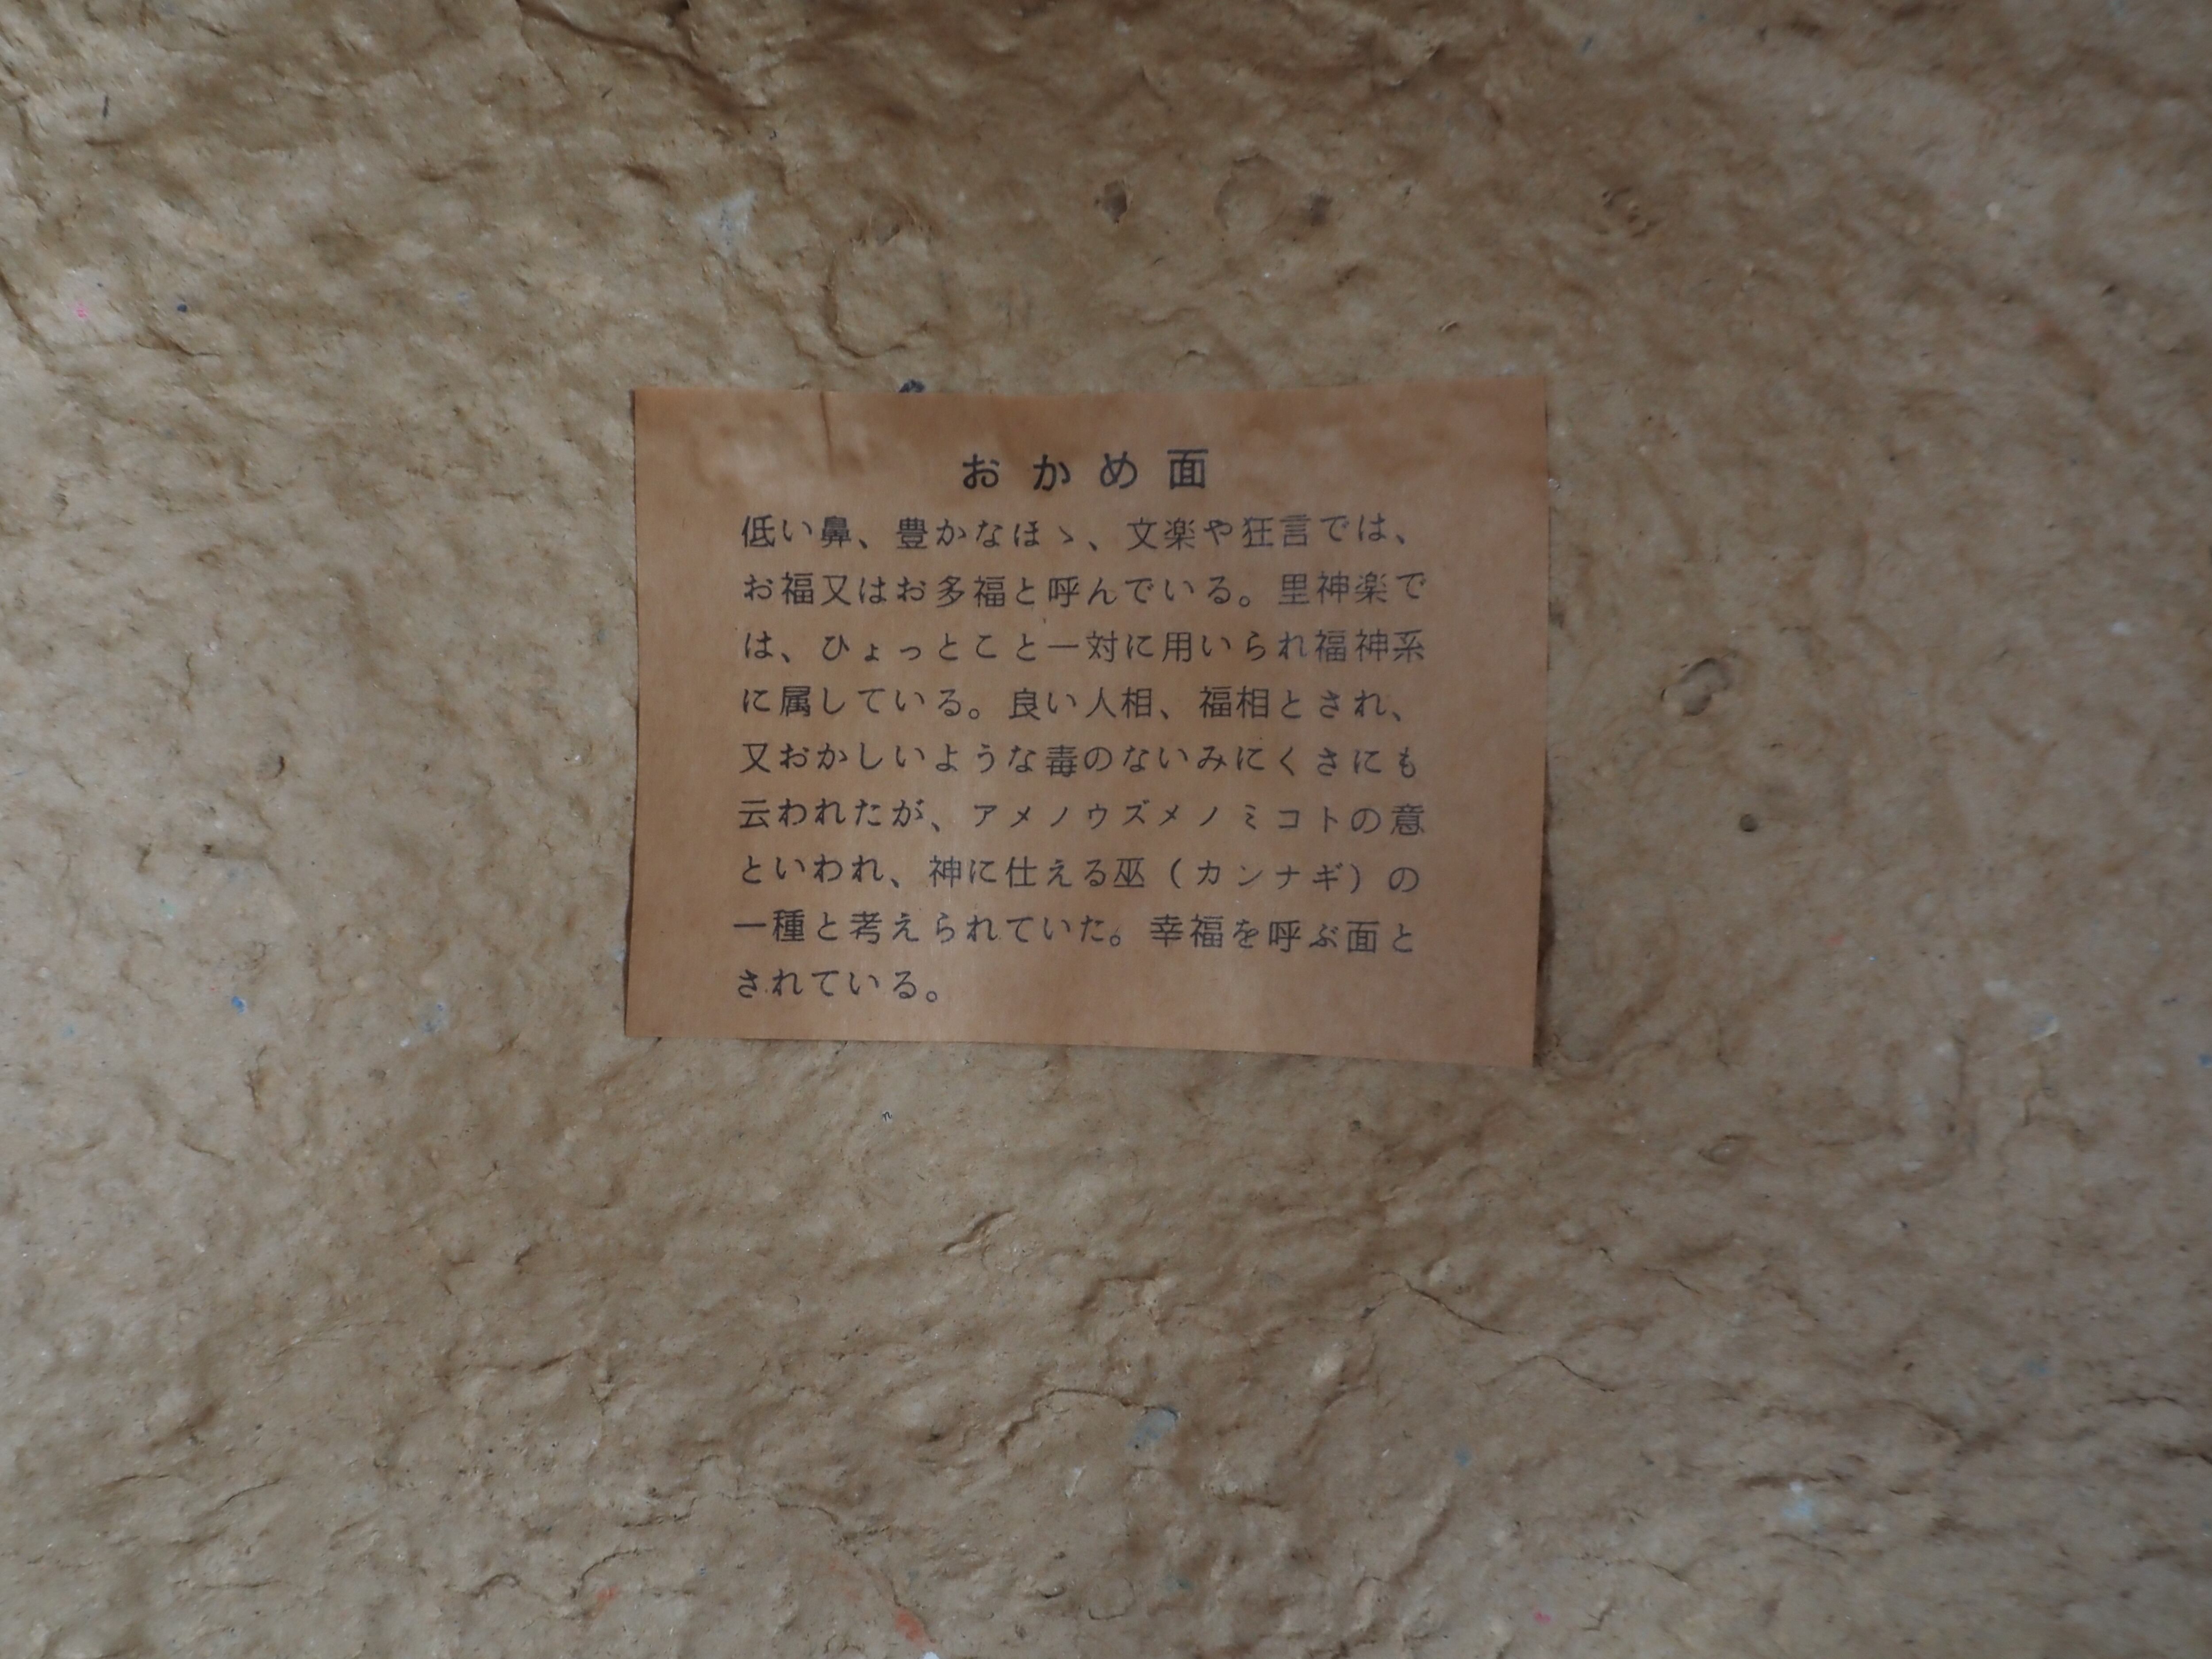 おかめ面
低い鼻、豊かなほゝ、文楽や狂言では、
お福又はお多福と呼んでいる。里神楽で
は、ひょっとこと一対に用いられ福神系
に属している。良い人相、福相とされ、
又おかしいような毒のないみにくさにも
云われたが、アメノウズメノミコトの意
といわれ、神に仕える巫（カンナギ）の
一種と考えられていた。幸福を呼ぶ面と
されている。